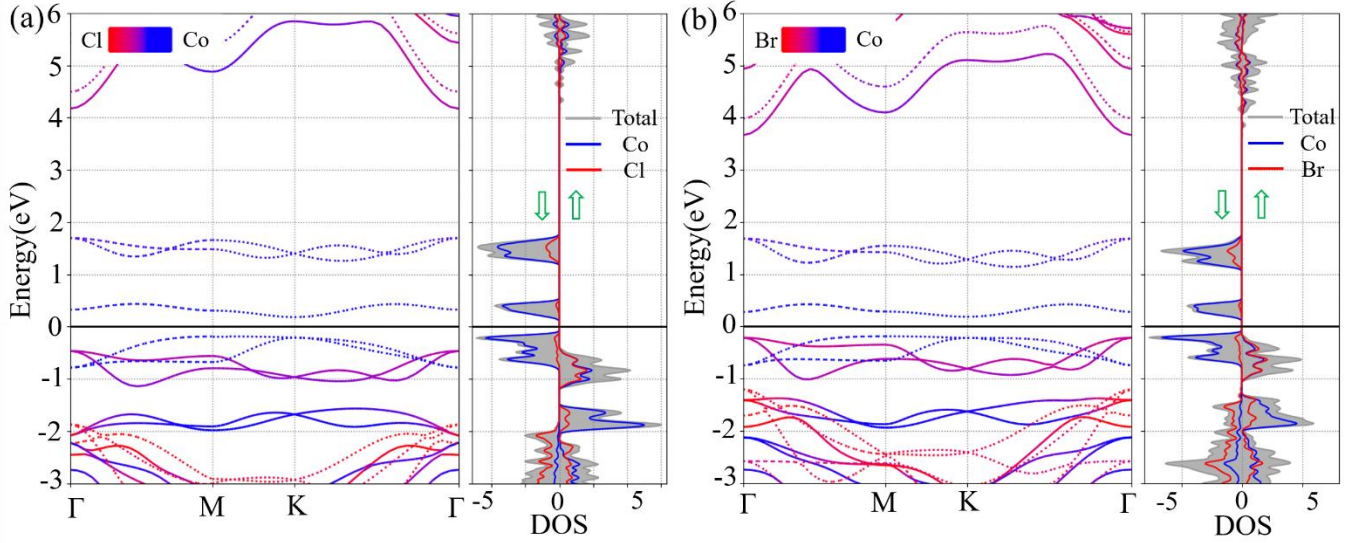 (a)
Cl Co
Energy(eV)
6
5
4
3
2
1
0
-1
-2
-3
Γ M K Γ
Total
Co
Cl
-5 0 5
DOS
(b)
Br Co
Energy(eV)
6
5
4
3
2
1
0
-1
-2
-3
Γ M K Γ
Total
Co
Br
-5 0 5
DOS